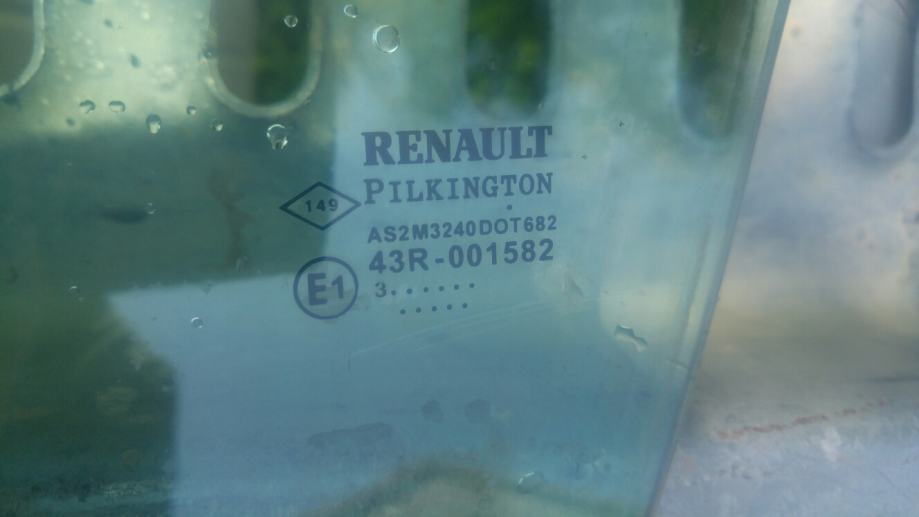 RENAULT
PILKINGTON
149
AS2M3240DOT682
43R-001582
E1
3. . . . . .
. . . . .